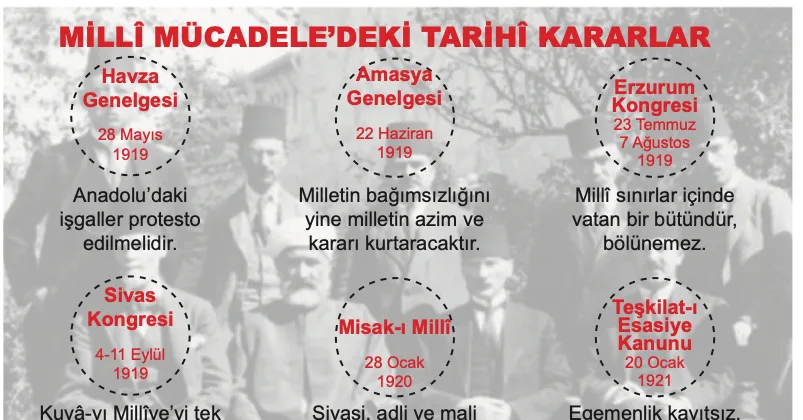 MİLLÎ MÜCADELE’DEKİ TARİHÎ KARARLAR
Havza
Genelgesi
28 Mayıs
1919
Anadolu’daki
işgaller protesto
edilmelidir.
Amasya
Genelgesi
22 Haziran
1919
Milletin bağımsızlığını
yine milletin azim ve
kararı kurtaracaktır.
Erzurum
Kongresi
23 Temmuz
7 Ağustos
1919
Millî sınırlar içinde
vatan bir bütündür,
bölünemez.
Sivas
Kongresi
4-11 Eylül
1919
Kuvâ-yı Millîye’yi tek
Misak-ı Millî
28 Ocak
1920
Siyasi, adli ve mali
Teşkilat-ı
Esasiye
Kanunu
20 Ocak
1921
Egemenlik kayıtsız,